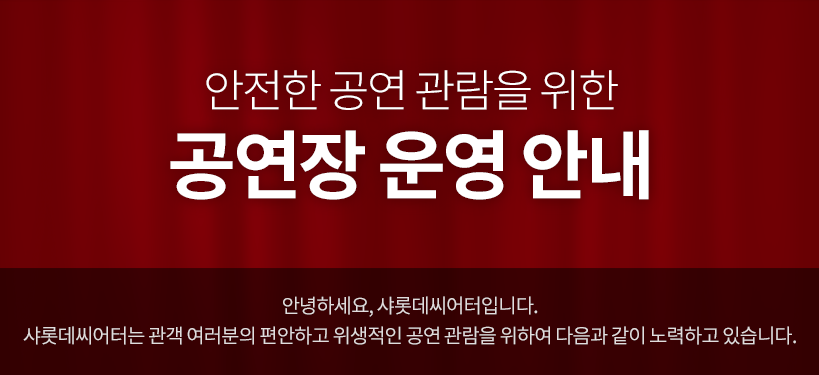 안전한 공연 관람을 위한
공연장 운영 안내
안녕하세요, 샤롯데씨어터입니다.
샤롯데씨어터는 관객 여러분의 편안하고 위생적인 공연 관람을 위하여 다음과 같이 노력하고 있습니다.